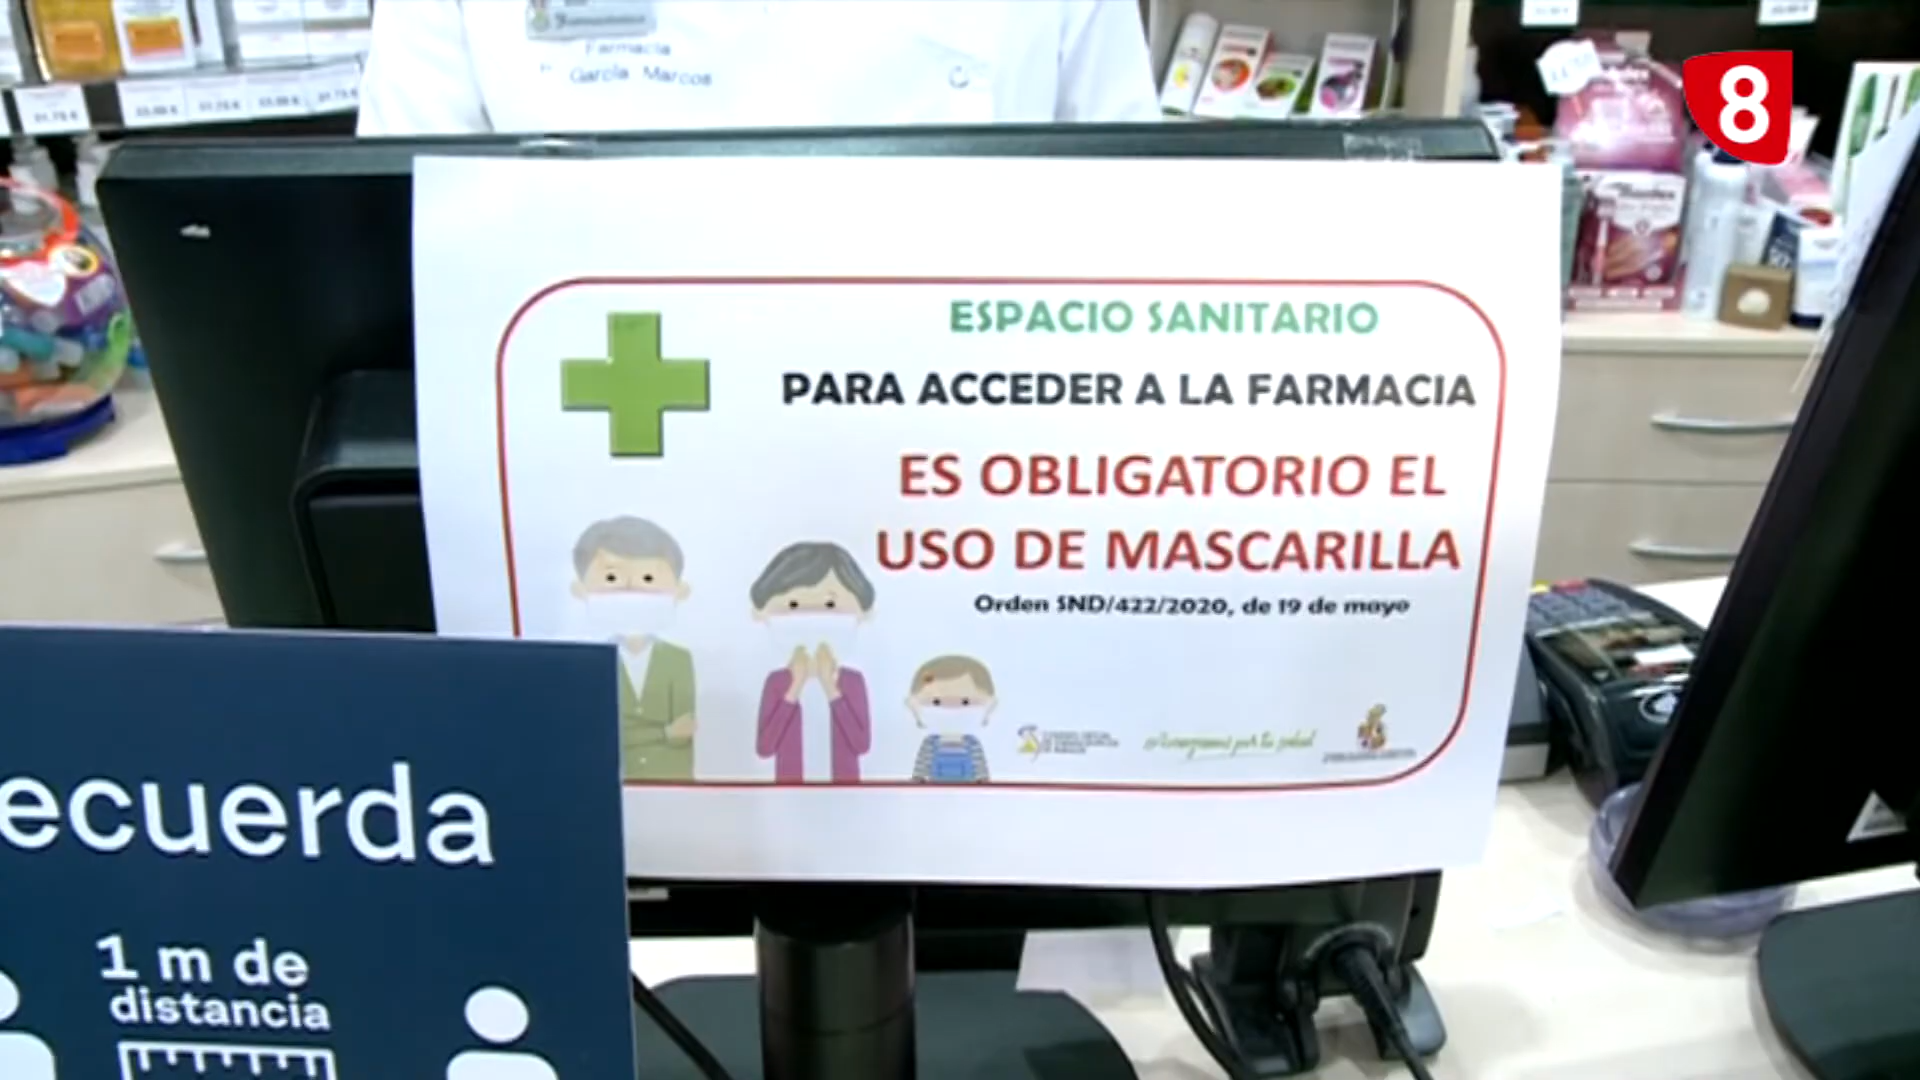 Farmacia
García Marcos
8
ESPACIO SANITARIO
PARA ACCEDER A LA FARMACIA
ES OBLIGATORIO EL
USO DE MASCARILLA
Orden SND/422/2020, de 19 de mayo
ecuerda
1 m de
distancia